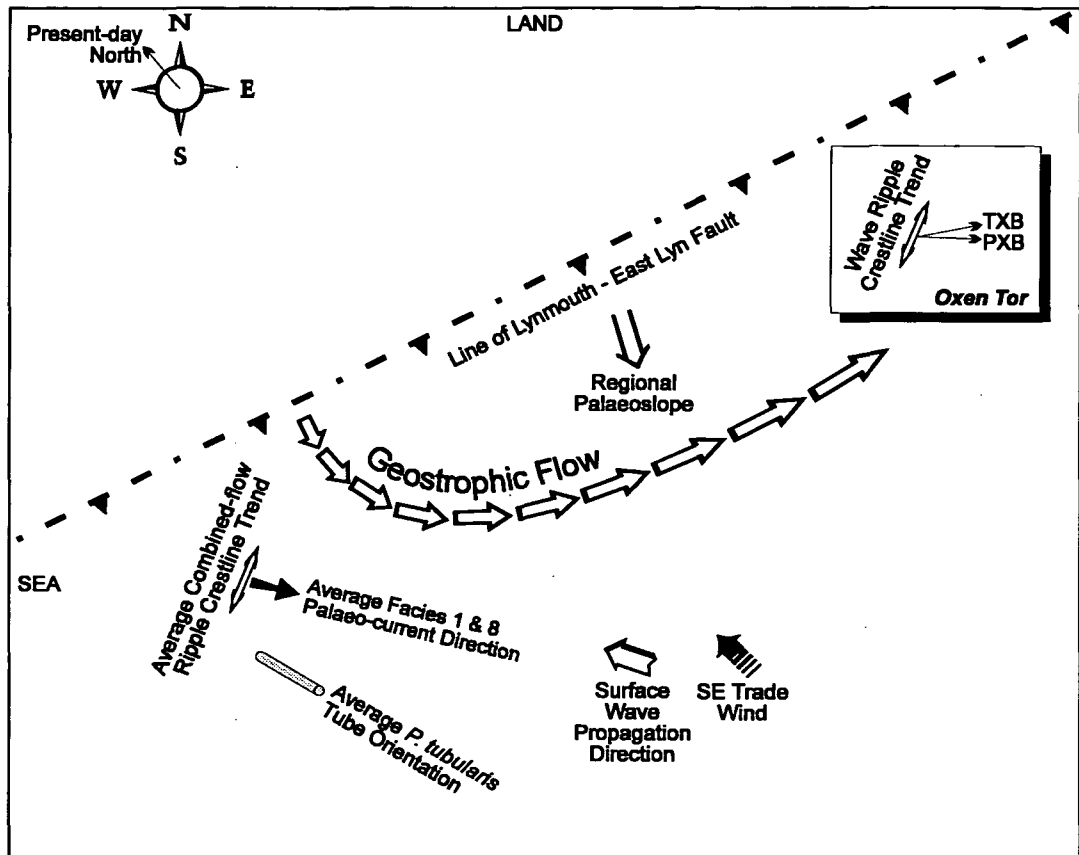 LAND
Present-day
North
N
W
E
S
Line of Lynmouth - East Lyn Fault
Wave Ripple
Crestline Trend
TXB
PXB
Oxen Tor
Regional
Palaeoslope
Geostrophic Flow
SEA
Average Combined-flow
Ripple Crestline Trend
Average Facies 1 & 8
Palaeo-current Direction
Average P. tubularis
Tube Orientation
Surface
Wave
Propagation
Direction
SE Trade
Wind